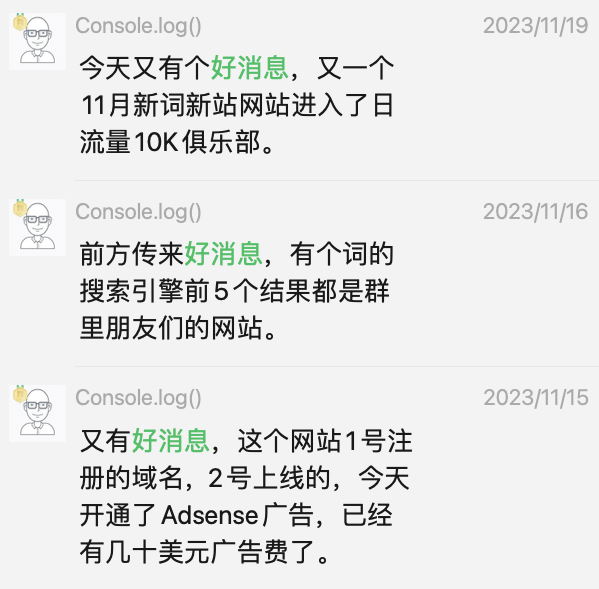 Console.log()
2023/11/19
今天又有个好消息，又一个
11月新词新站网站进入了日
流量10K俱乐部。
Console.log()
2023/11/16
前方传来好消息，有个词的
搜索引擎前5个结果都是群
里朋友们的网站。
Console.log()
2023/11/15
又有好消息，这个网站1号注
册的域名，2号上线的，今天
开通了Adsense广告，已经
有几十美元广告费了。